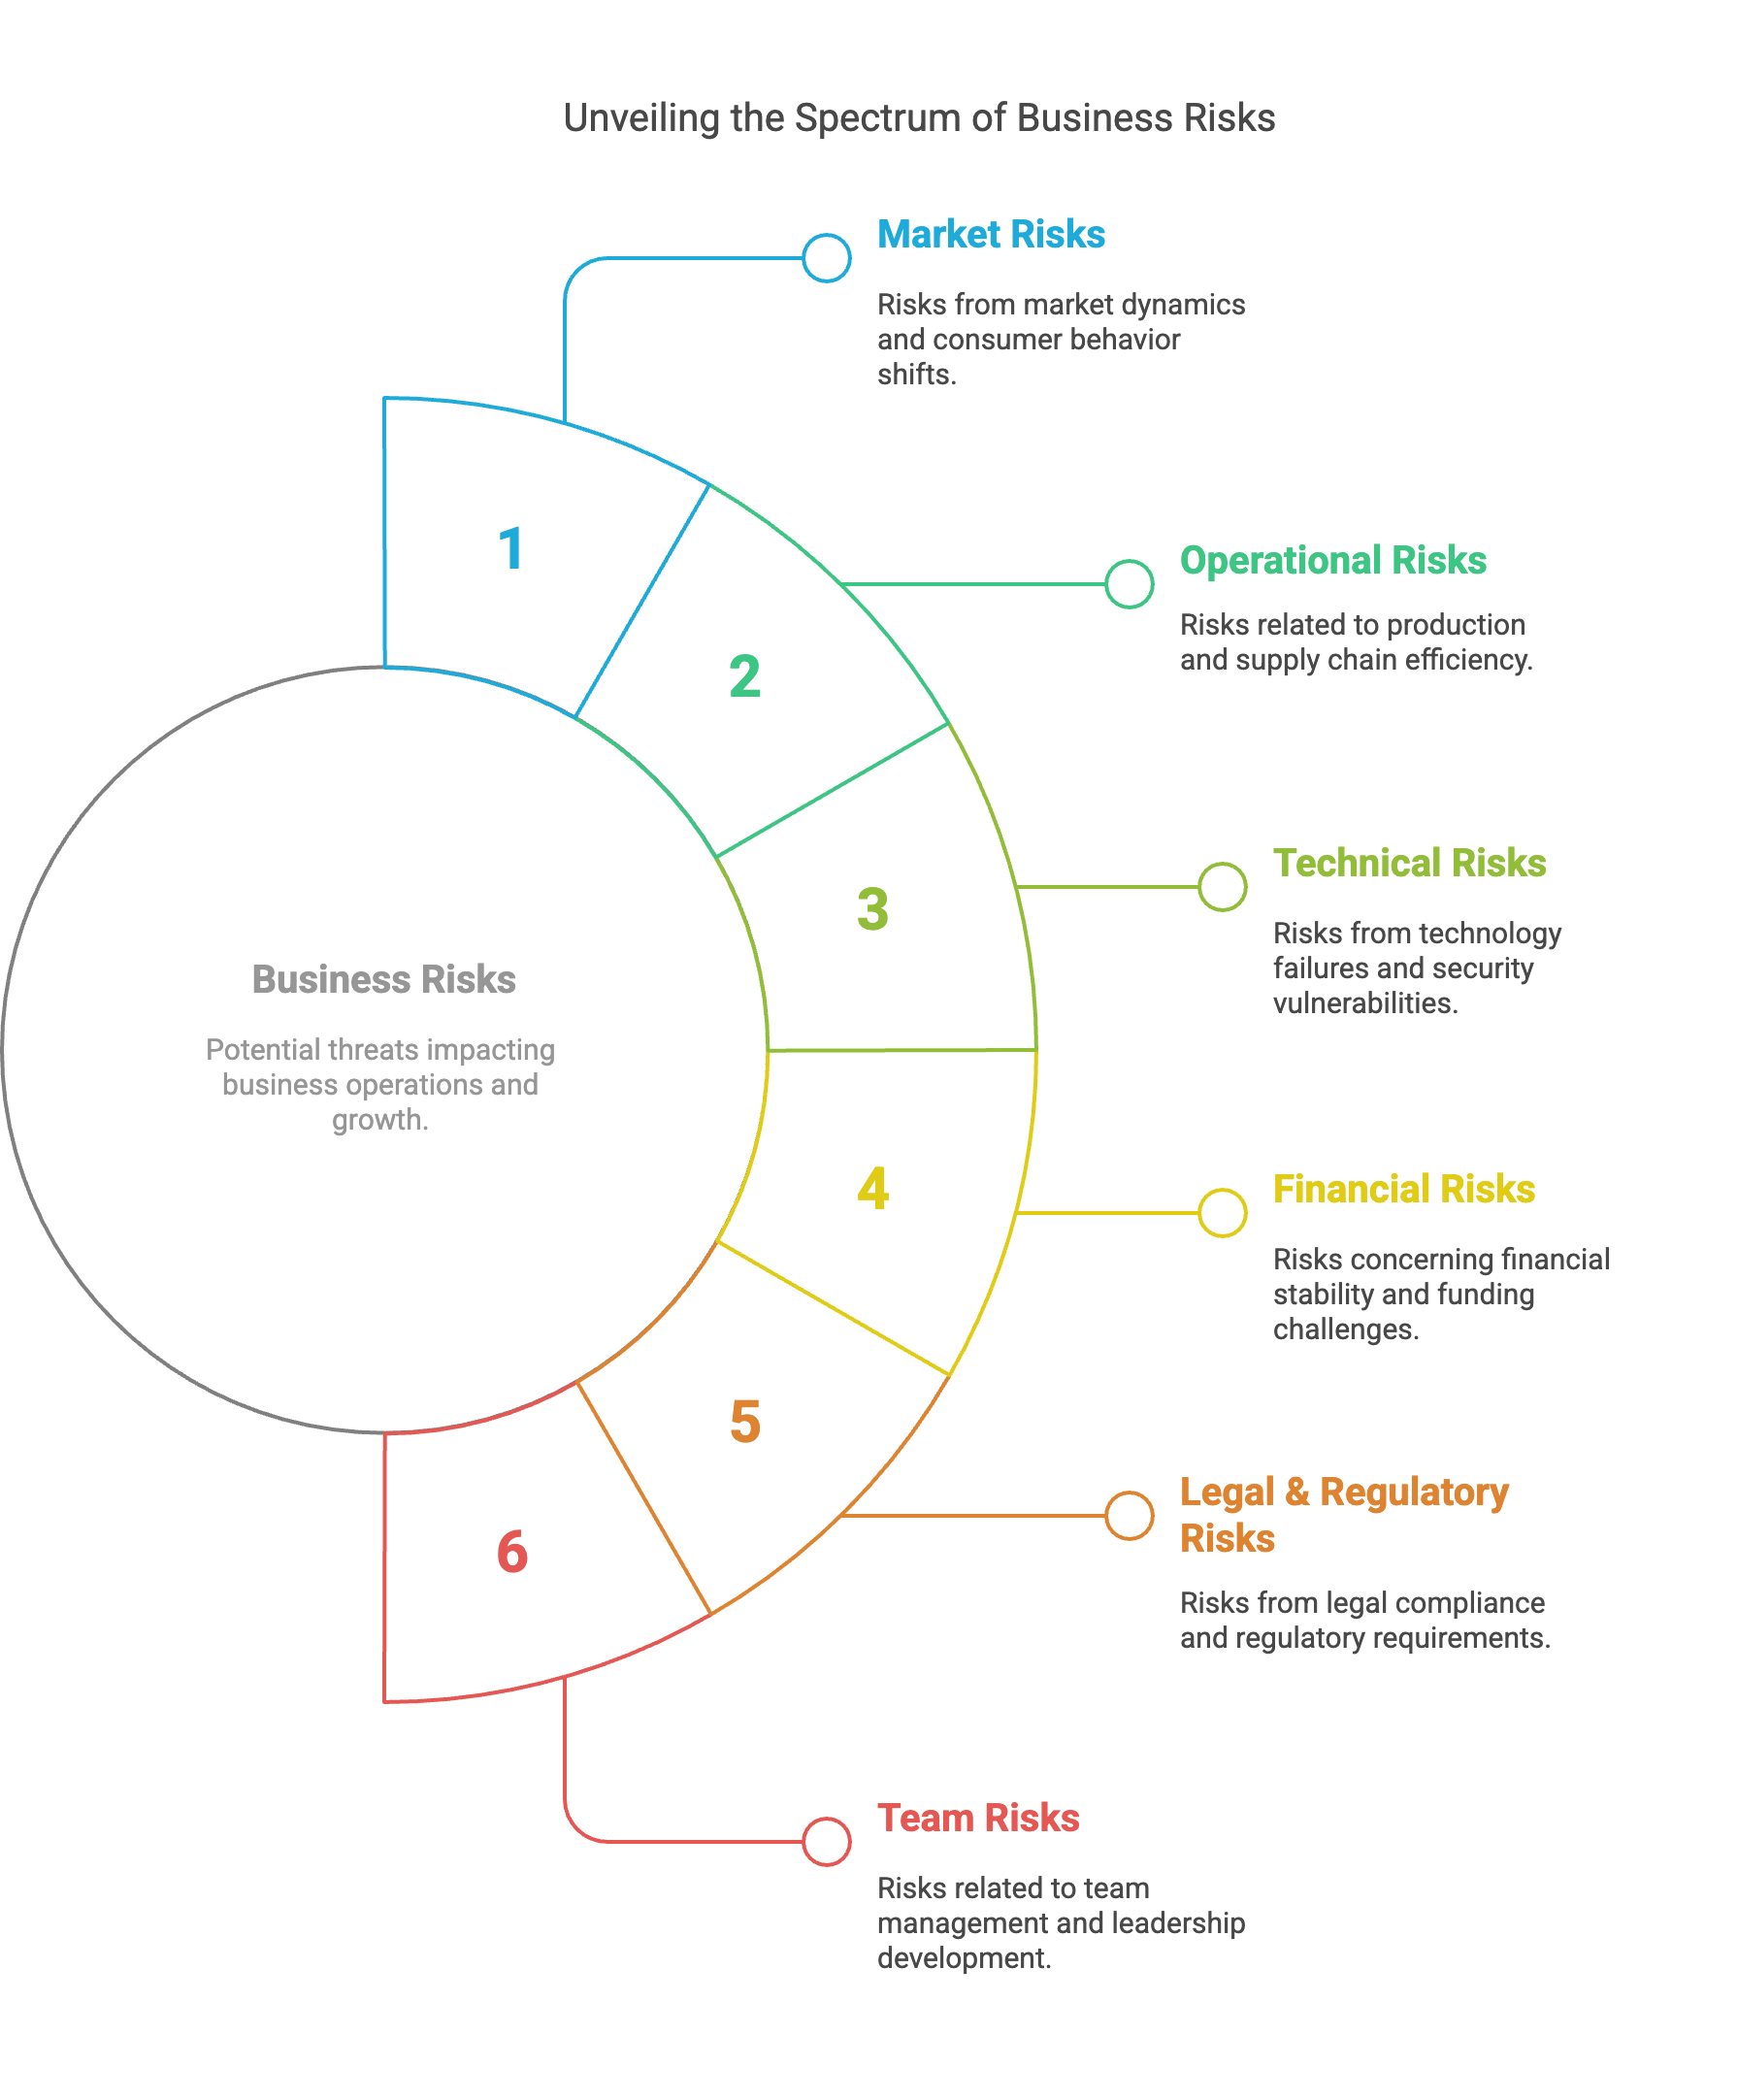 Unveiling the Spectrum of Business Risks
Market Risks
Risks from market dynamics
and consumer behavior
shifts.
1
Operational Risks
Risks related to production
and supply chain efficiency.
2
Technical Risks
Risks from technology
failures and security
vulnerabilities.
3
Business Risks
Potential threats impacting
business operations and
growth.
4
Financial Risks
Risks concerning financial
stability and funding
challenges.
5
Legal & Regulatory
Risks
Risks from legal compliance
and regulatory requirements.
6
Team Risks
Risks related to team
management and leadership
development.